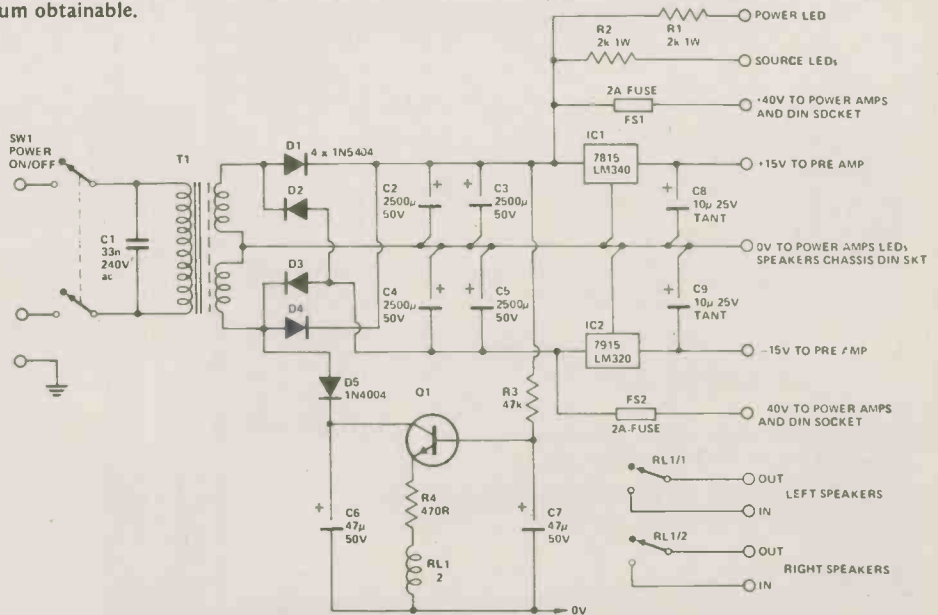 um obtainable.
POWER LED
R2
2k 1W
R1
2k 1W
SOURCE LEDs
2A FUSE
FS1
+40V TO POWER AMPS
AND DIN SOCKET
SW1
POWER
ON/OFF
T1
D1
4 x 1N5404
IC1
7815
LM340
+15V TO PRE AMP
D2
C2
2500μ
50V
C3
2500μ
50V
C8
10μ 25V
TANT
C1
33n
240V
ac
0V TO POWER AMPS LEDs
SPEAKERS CHASSIS DIN SKT
D3
D4
C4
2500μ
50V
C5
2500μ
50V
C9
10μ 25V
TANT
IC2
7915
LM320
-15V TO PRE AMP
D5
1N4004
Q1
R3
47k
FS2
2A-FUSE
40V TO POWER AMPS
AND DIN SOCKET
R4
470R
C6
47μ
50V
C7
47μ
50V
RL1
2
0V
RL1/1
OUT
LEFT SPEAKERS
IN
RL1/2
OUT
RIGHT SPEAKERS
IN